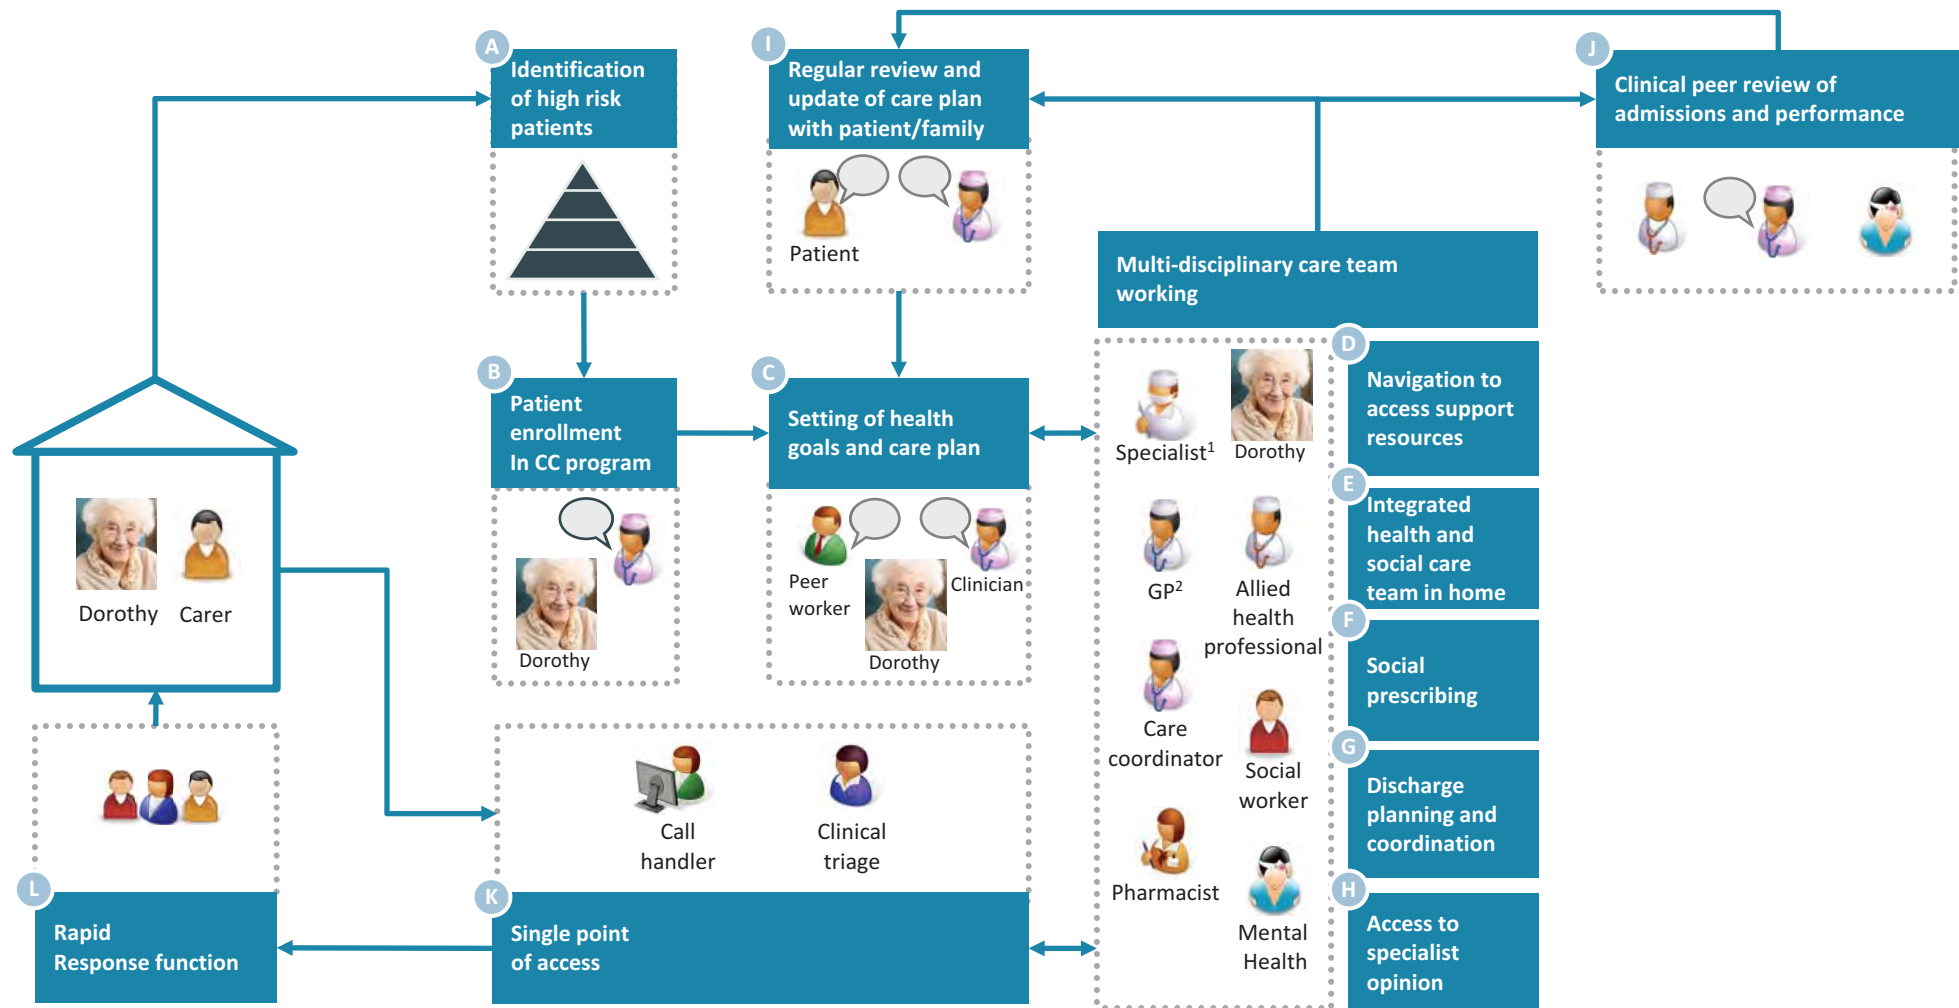 A
Identification
of high risk
patients
I
Regular review and
update of care plan
with patient/family
Patient
J
Clinical peer review of
admissions and performance
Multi-disciplinary care team
working
B
Patient
enrollment
In CC program
Dorothy
C
Setting of health
goals and care plan
Peer
worker
Clinician
Dorothy
Specialist1
Dorothy
GP2
Allied
health
professional
Care
coordinator
Social
worker
Pharmacist
Mental
Health
D
Navigation to
access support
resources
E
Integrated
health and
social care
team in home
F
Social
prescribing
G
Discharge
planning and
coordination
H
Access to
specialist
opinion
Dorothy
Carer
Call
handler
Clinical
triage
L
Rapid
Response function
K
Single point
of access